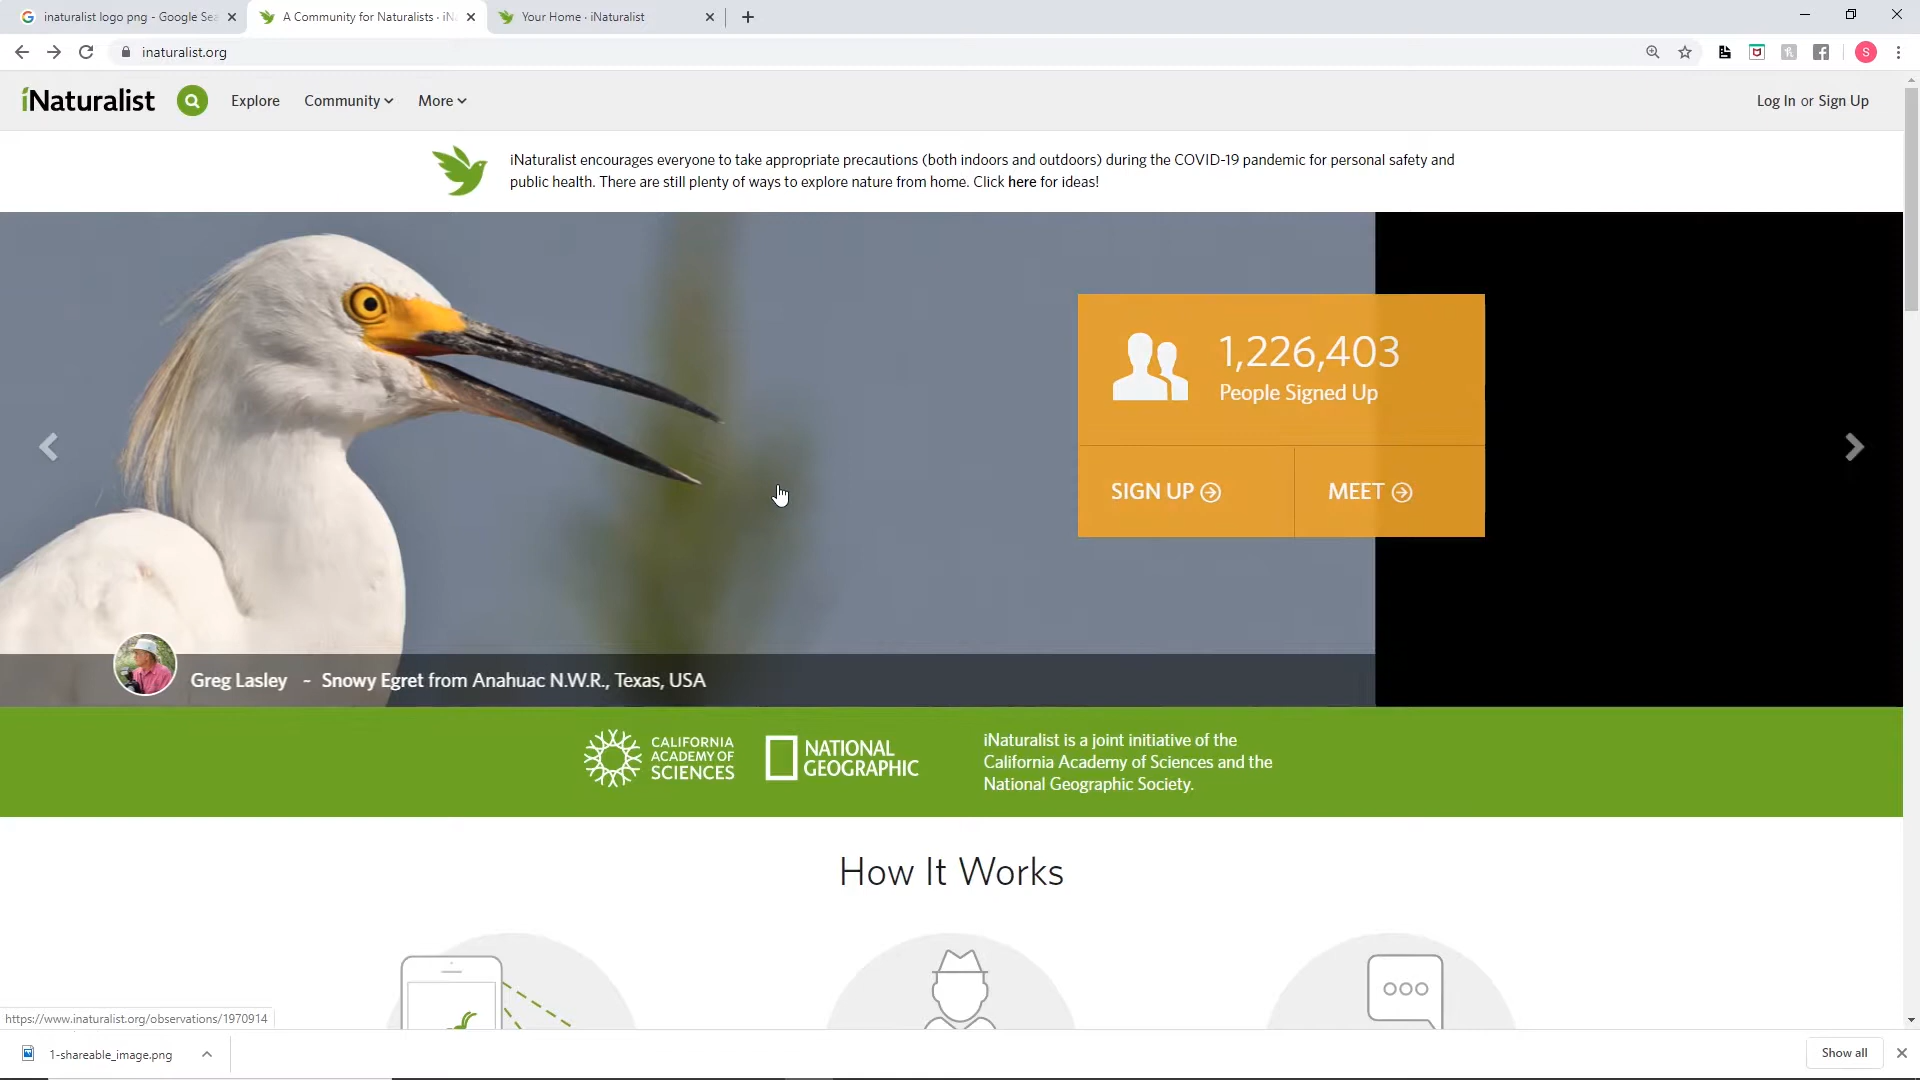 inaturalist logo png - Google Sea
A Community for Naturalists · iNa
Your Home · iNaturalist
inaturalist.org
S
iNaturalist
Explore
Community
More
Log In or Sign Up
iNaturalist encourages everyone to take appropriate precautions (both indoors and outdoors) during the COVID-19 pandemic for personal safety and
public health. There are still plenty of ways to explore nature from home. Click here for ideas!
1,226,403
People Signed Up
SIGN UP
MEET
Greg Lasley - Snowy Egret from Anahuac N.W.R., Texas, USA
CALIFORNIA
ACADEMY OF
SCIENCES
NATIONAL
GEOGRAPHIC
iNaturalist is a joint initiative of the
California Academy of Sciences and the
National Geographic Society.
How It Works
https://www.inaturalist.org/observations/1970914
1-shareable_image.png
Show all